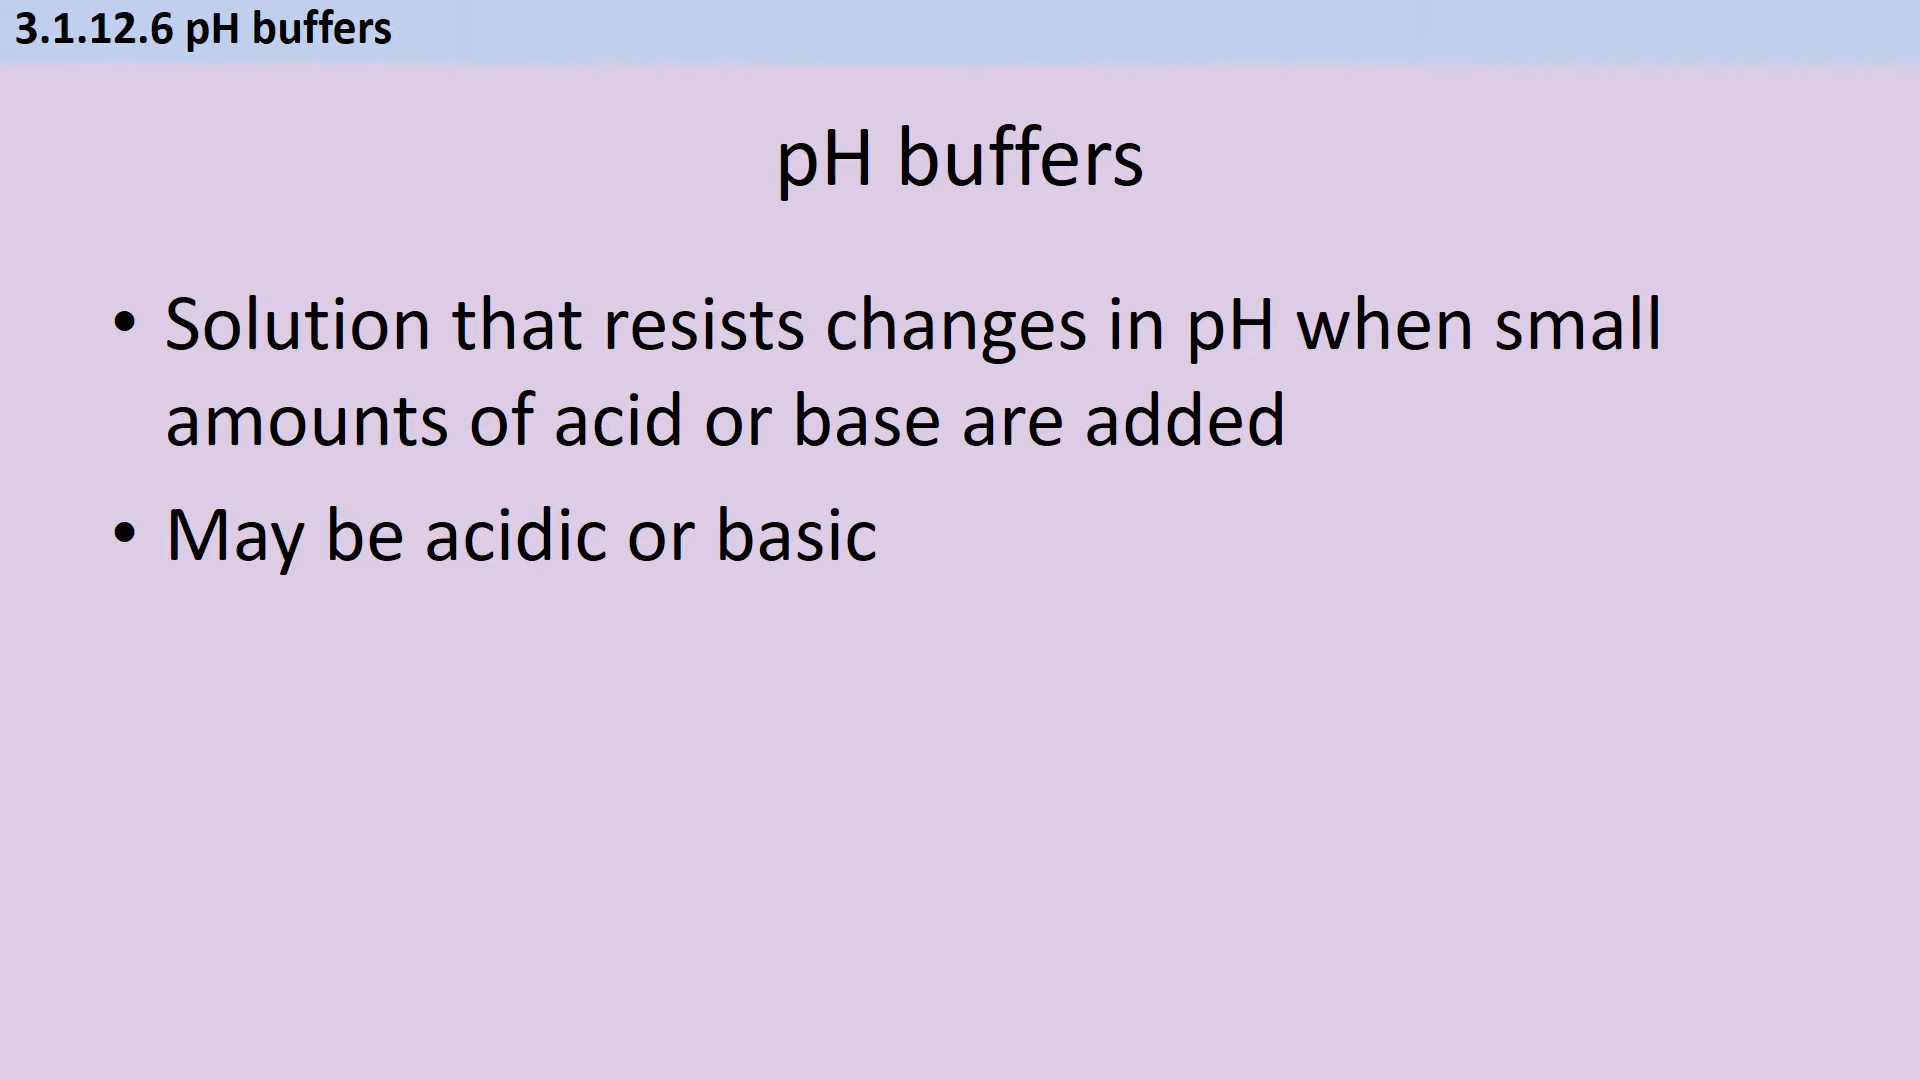 3.1.12.6 pH buffers
pH buffers
• Solution that resists changes in pH when small
amounts of acid or base are added
• May be acidic or basic